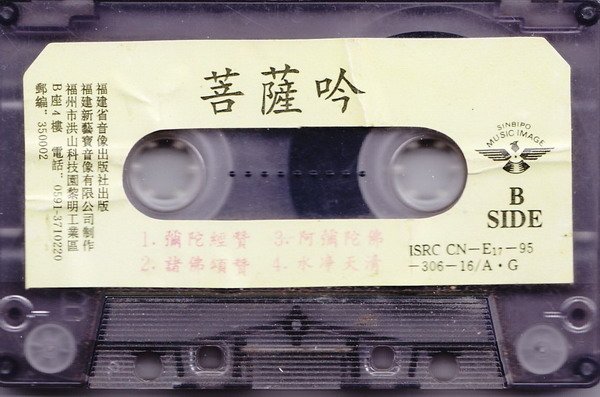 菩薩吟
福建省音像出版社出版
福建新藝寶音像有限公司制作
福州市洪山科技園黎明工業區
B座4樓 電話：0591-3710220
郵編：350002
SINBIPO
MUSIC IMAGE
B
SIDE
1. 彌陀經贊 3. 阿彌陀佛
2. 諸佛頌贊 4. 水净天清
ISRC CN-E17-95
-306-16/A·G